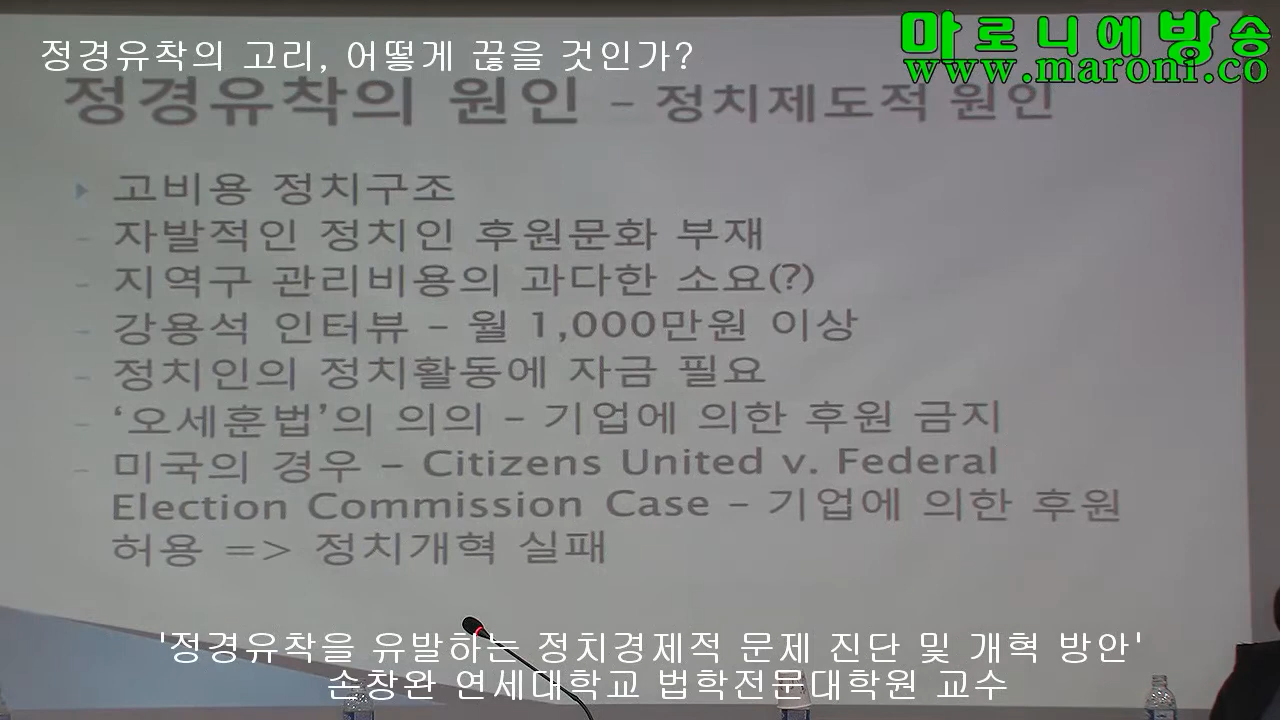 정경유착의 고리, 어떻게 끊을 것인가?
마로니에방송
www.maroni.co
정경유착의 원인 - 정치제도적 원인
고비용 정치구조
- 자발적인 정치인 후원문화 부재
- 지역구 관리비용의 과다한 소요(?)
- 강용석 인터뷰 - 월 1,000만원 이상
- 정치인의 정치활동에 자금 필요
- ‘오세훈법’의 의의 - 기업에 의한 후원 금지
- 미국의 경우 - Citizens United v. Federal
Election Commission Case - 기업에 의한 후원
허용 => 정치개혁 실패
'정경유착을 유발하는 정치경제적 문제 진단 및 개혁 방안'
손창완 연세대학교 법학전문대학원 교수